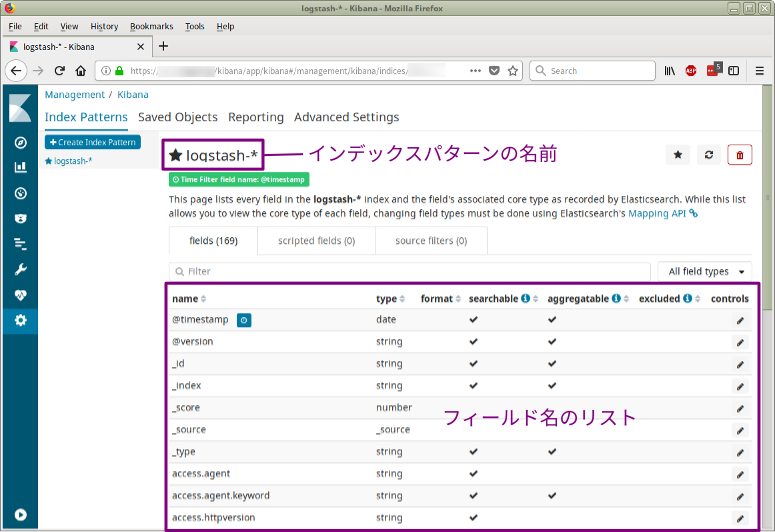 logstash-* - Kibana - Mozilla Firefox
File Edit View History Bookmarks Tools Help
logstash-* - Kibana
https:// /kibana/app/kibana#/management/kibana/indices/
Search
ABP
5
Management / Kibana
Index Patterns Saved Objects Reporting Advanced Settings
Create Index Pattern
logstash-*
logstash-*
インデックスパターンの名前
Time Filter field name: @timestamp
This page lists every field in the logstash-* index and the field's associated core type as recorded by Elasticsearch. While this list
allows you to view the core type of each field, changing field types must be done using Elasticsearch's Mapping API
fields (169) scripted fields (0) source filters (0)
Filter All field types
name type format searchable aggregatable excluded controls
@timestamp date
@version string
_id string
_index string
_score number
_source _source
フィールド名のリスト
_type string
access.agent string
access.agent.keyword string
access.httpversion string